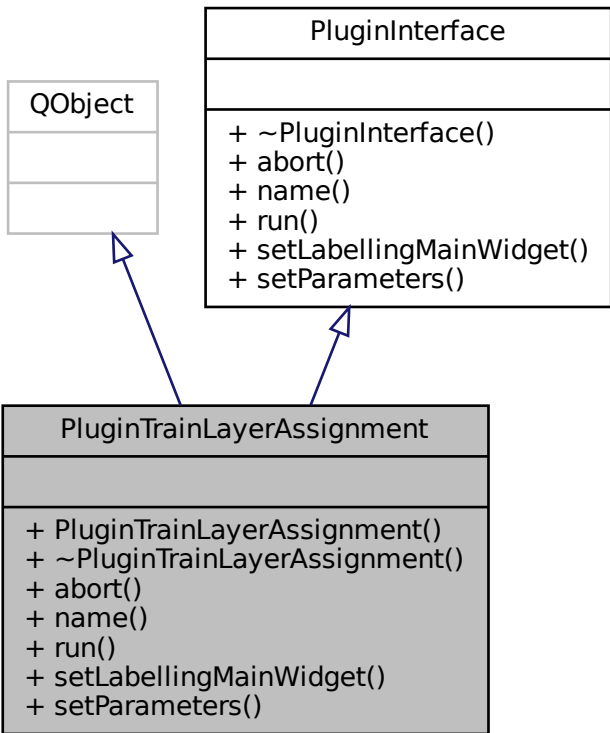 PluginInterface
QObject
+ ~PluginInterface()
+ abort()
+ name()
+ run()
+ setLabellingMainWidget()
+ setParameters()
PluginTrainLayerAssignment
+ PluginTrainLayerAssignment()
+ ~PluginTrainLayerAssignment()
+ abort()
+ name()
+ run()
+ setLabellingMainWidget()
+ setParameters()